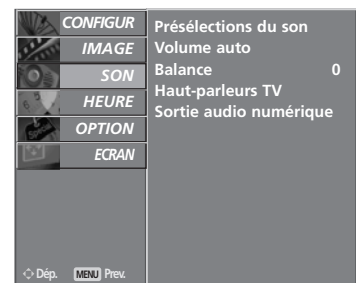 CONFIGUR
IMAGE
SON
HEURE
OPTION
ECRAN
Présélections du son
Volume auto
Balance 0
Haut-parleurs TV
Sortie audio numérique
Dép. MENU Prev.